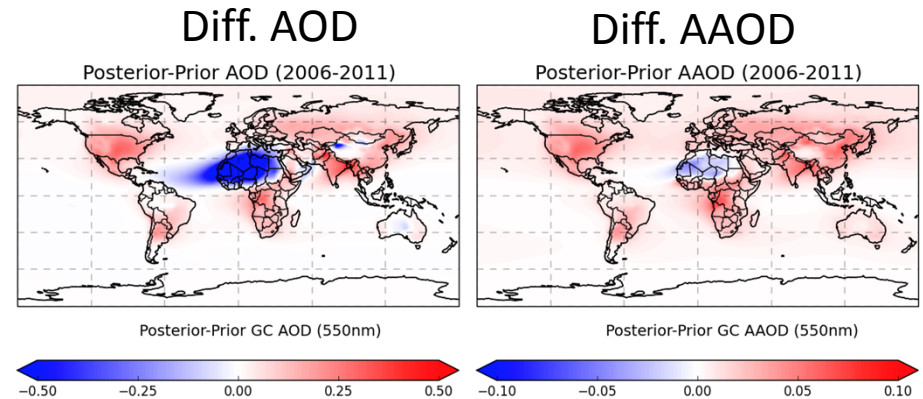 Diff. AOD
Diff. AAOD
Posterior-Prior AOD (2006-2011)
Posterior-Prior AAOD (2006-2011)
Posterior-Prior GC AOD (550nm)
Posterior-Prior GC AAOD (550nm)
−0.50 −0.25 0.00 0.25 0.50
−0.10 −0.05 0.00 0.05 0.10